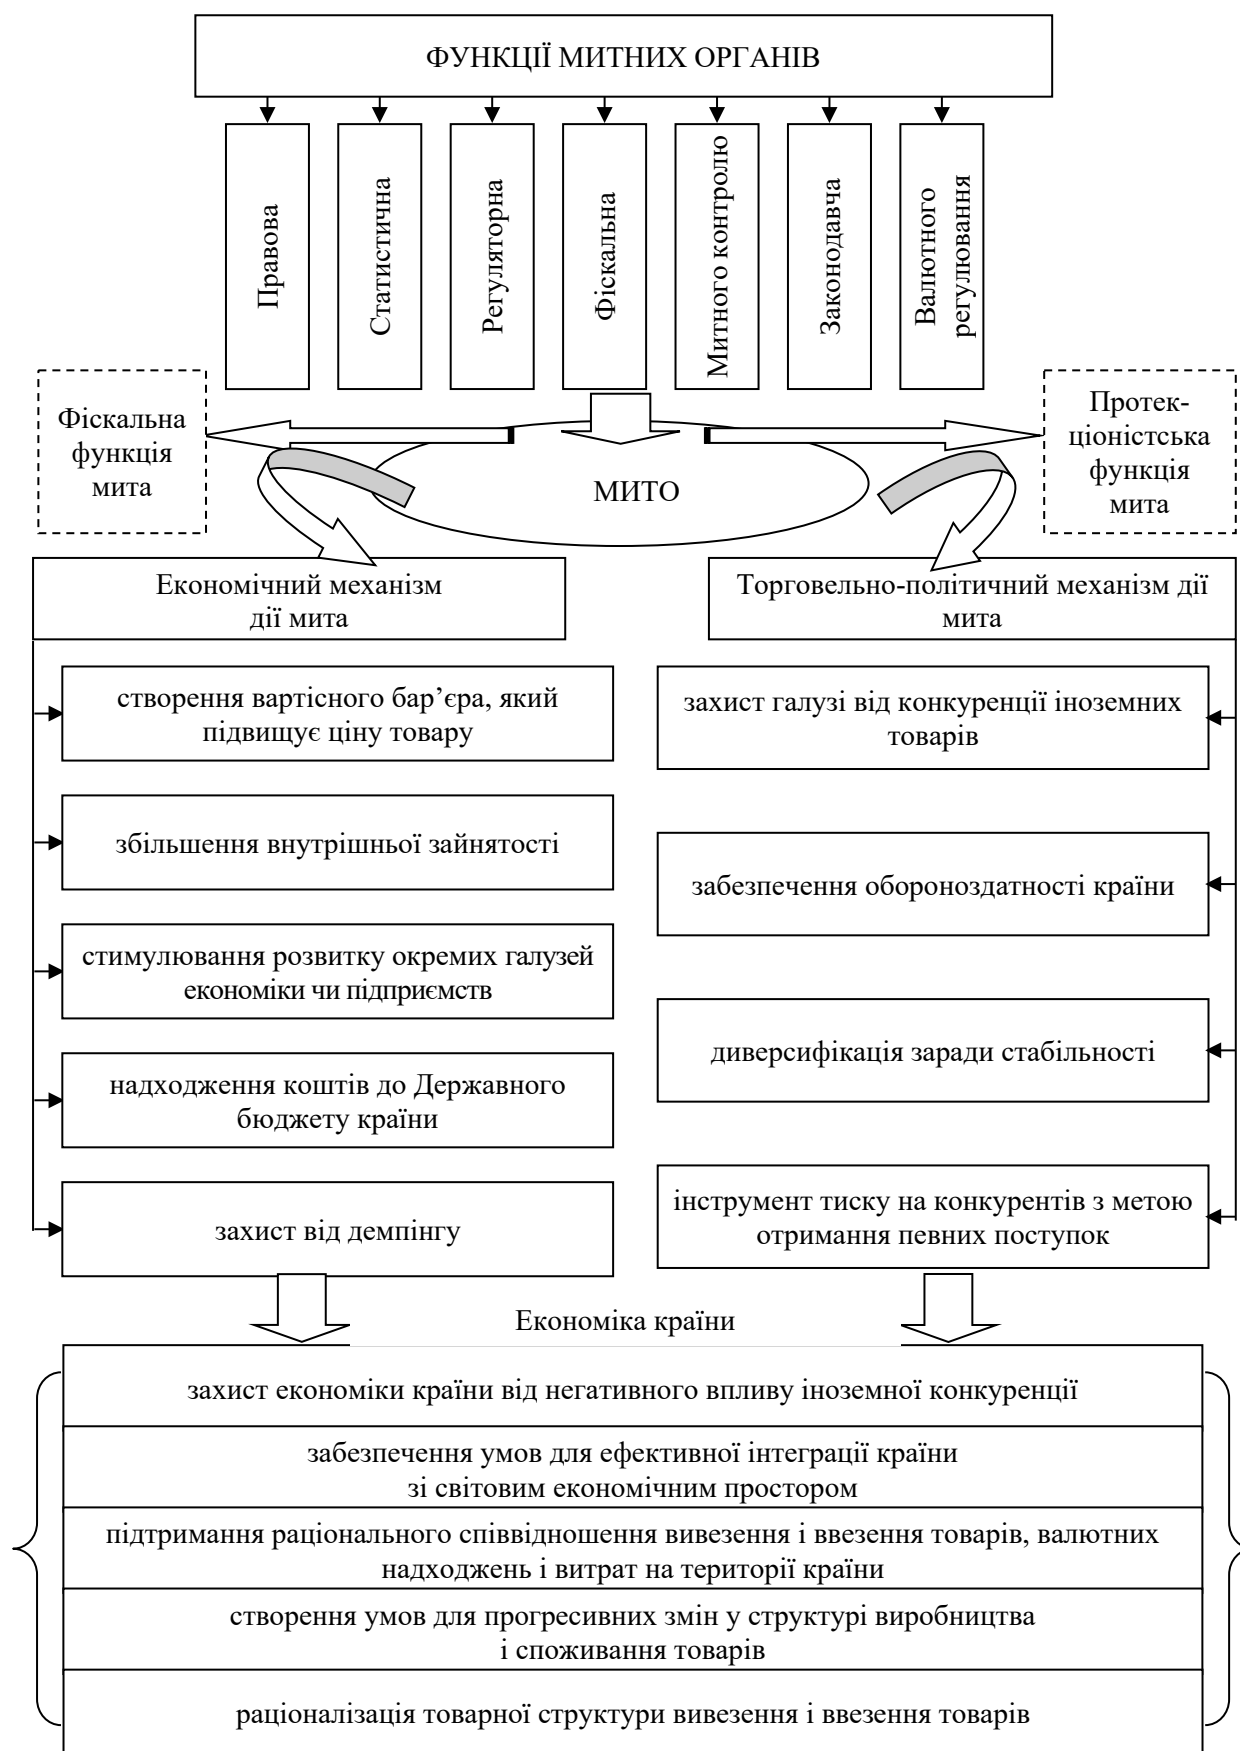 ФУНКЦІЇ МИТНИХ ОРГАНІВ
Правова
Статистична
Регуляторна
Фіскальна
Митного контролю
Законодавча
Валютного
регулювання
Фіскальна
функція
мита
МИТО
Протек-
ціоністська
функція
мита
Економічний механізм
дії мита
створення вартісного бар’єра, який
підвищує ціну товару
збільшення внутрішньої зайнятості
стимулювання розвитку окремих галузей
економіки чи підприємств
надходження коштів до Державного
бюджету країни
захист від демпінгу
Торговельно-політичний механізм дії
мита
захист галузі від конкуренції іноземних
товарів
забезпечення обороноздатності країни
диверсифікація заради стабільності
інструмент тиску на конкурентів з метою
отримання певних поступок
Економіка країни
захист економіки країни від негативного впливу іноземної конкуренції
забезпечення умов для ефективної інтеграції країни
зі світовим економічним простором
підтримання раціонального співвідношення вивезення і ввезення товарів, валютних
надходжень і витрат на території країни
створення умов для прогресивних змін у структурі виробництва
і споживання товарів
раціоналізація товарної структури вивезення і ввезення товарів